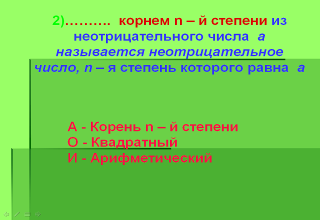 2)………. корнем n – й степени из
неотрицательного числа а
называется неотрицательное
число, n – я степень которого равна а
А - Корень n – й степени
О - Квадратный
И - Арифметический